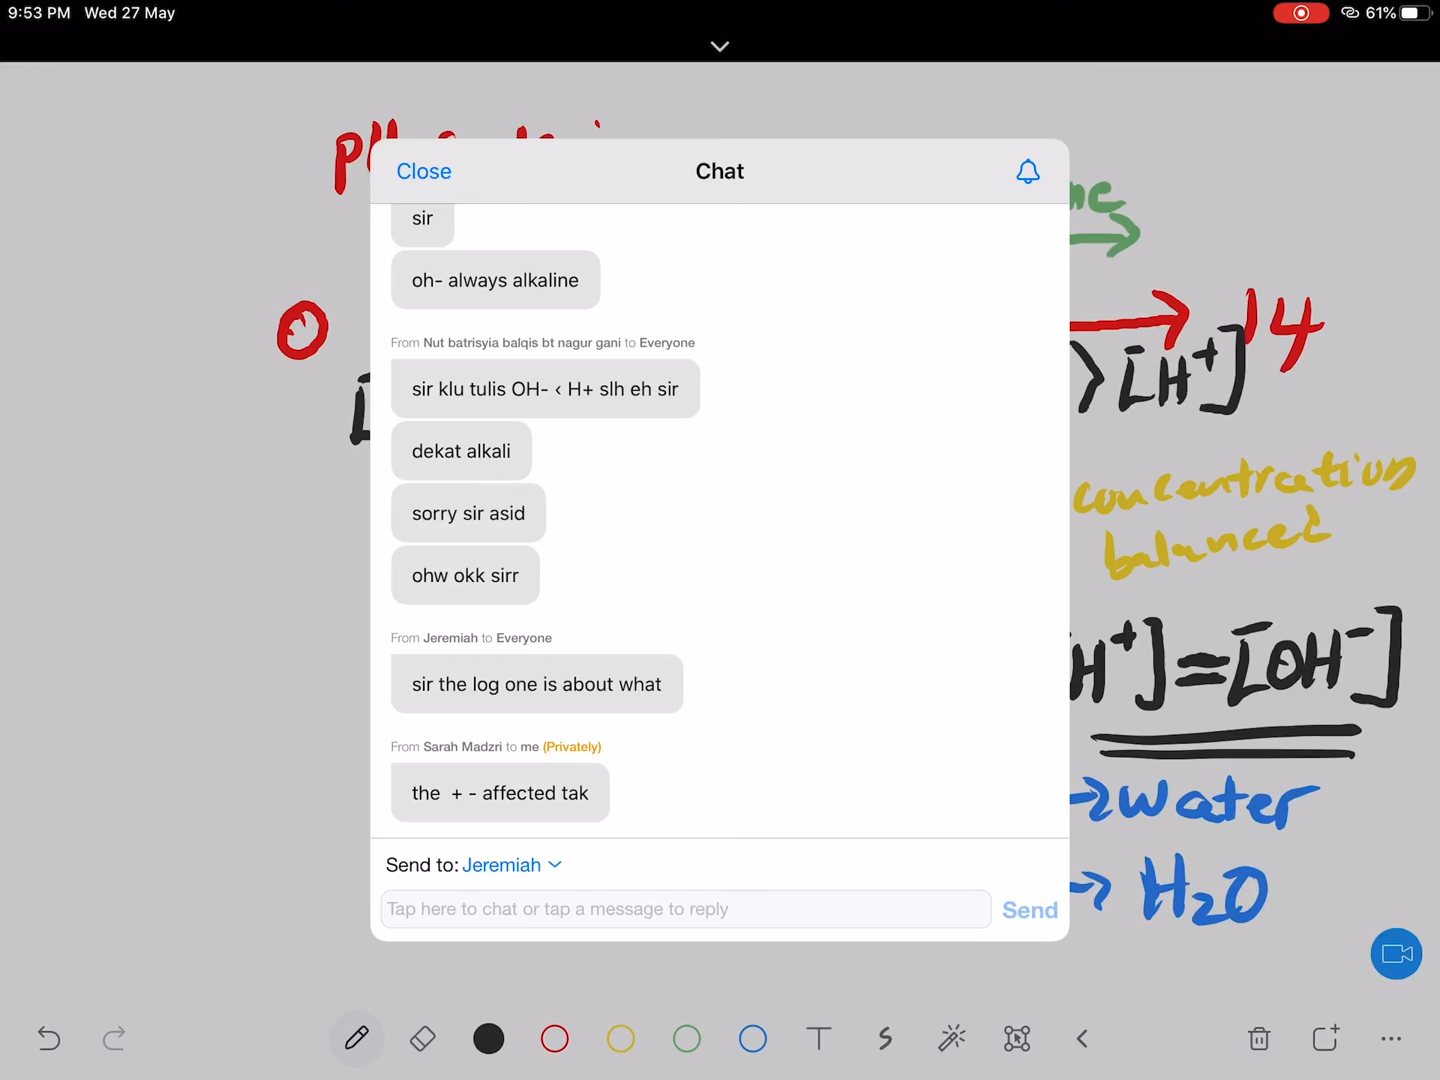 9:53 PM Wed 27 May
61%
Close
Chat
sir
oh- always alkaline
From Nut batrisyia balqis bt nagur gani to Everyone
sir klu tulis OH- < H+ slh eh sir
dekat alkali
sorry sir asid
ohw okk sirr
From Jeremiah to Everyone
sir the log one is about what
From Sarah Madzri to me (Privately)
the + - affected tak
Send to: Jeremiah
Tap here to chat or tap a message to reply
Send
pH
0
14
>[H⁺]
concentration
balanced
H⁺]=[OH⁻]
→water
→ H₂O
T